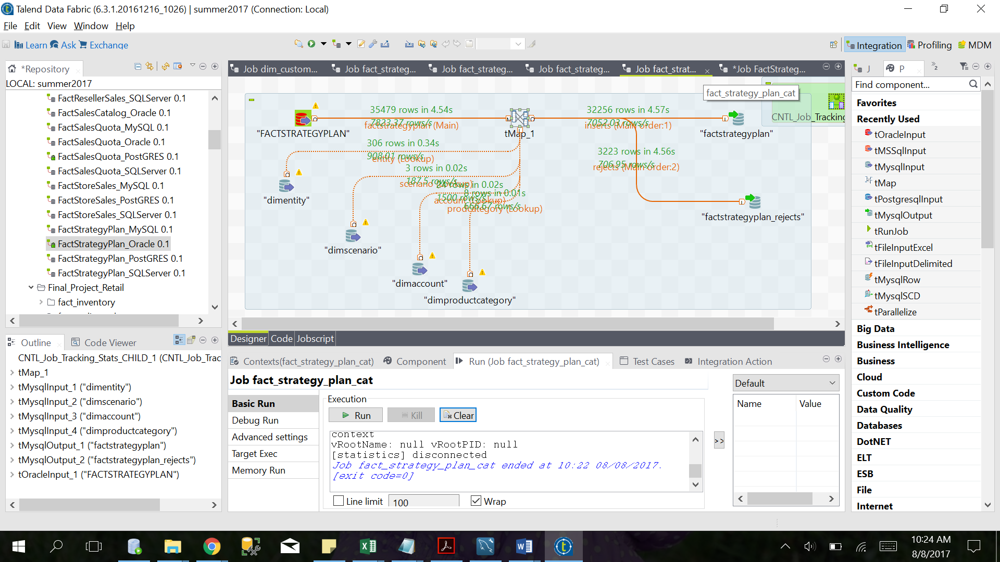 Talend Data Fabric (6.3.1.20161216_1026) | summer2017 (Connection: Local)
File Edit View Window Help
Learn Ask Exchange
Integration Profiling MDM
*Repository
LOCAL: summer2017
FactResellerSales_SQLServer 0.1
FactSalesCatalog_Oracle 0.1
FactSalesQuota_MySQL 0.1
FactSalesQuota_Oracle 0.1
FactSalesQuota_PostGRES 0.1
FactSalesQuota_SQLServer 0.1
FactStoreSales_MySQL 0.1
FactStoreSales_PostGRES 0.1
FactStoreSales_SQLServer 0.1
FactStrategyPlan_MySQL 0.1
FactStrategyPlan_Oracle 0.1
FactStrategyPlan_PostGRES 0.1
FactStrategyPlan_SQLServer 0.1
Final_Project_Retail
fact_inventory
Outline Code Viewer
CNTL_Job_Tracking_Stats_CHILD_1 (CNTL_Job_Trac
tMap_1
tMysqlInput_1 ("dimentity")
tMysqlInput_2 ("dimscenario")
tMysqlInput_3 ("dimaccount")
tMysqlInput_4 ("dimproductcategory")
tMysqlOutput_1 ("factstrategyplan")
tMysqlOutput_2 ("factstrategyplan_rejects")
tOracleInput_1 ("FACTSTRATEGYPLAN")
Job dim_custom... Job fact_strateg... Job fact_strateg... Job fact_strateg... Job fact_strat... *Job FactStrateg...
fact_strategy_plan_cat
CNTL_Job_Tracking
35479 rows in 4.54s
7823.37 rows/s
factstrategyplan (Main)
"FACTSTRATEGYPLAN"
tMap_1
32256 rows in 4.57s
7052.03 rows/s
inserts (Main order:1)
"factstrategyplan"
306 rows in 0.34s
908.01 rows/s
entity (Lookup)
"dimentity"
3223 rows in 4.56s
706.95 rows/s
rejects (Main order:2)
"factstrategyplan_rejects"
3 rows in 0.02s
187.5 rows/s
scenario (Lookup)
"dimscenario"
24 rows in 0.02s
1500 rows/s
account (Lookup)
"dimaccount"
8 rows in 0.01s
666.67 rows/s
prodcategory (Lookup)
"dimproductcategory"
Designer Code Jobscript
Contexts(fact_strategy_plan_cat) Component Run (Job fact_strategy_plan_cat) Test Cases Integration Action
Job fact_strategy_plan_cat
Basic Run
Debug Run
Advanced settings
Target Exec
Memory Run
Execution
Run Kill Clear
context
vRootName: null vRootPID: null
[statistics] disconnected
Job fact_strategy_plan_cat ended at 10:22 08/08/2017.
[exit code=0]
Line limit 100 Wrap
>>
Default
Name Value
J P
Find component...
Favorites
Recently Used
tOracleInput
tMSSqlInput
tMysqlInput
tMap
tPostgresqlInput
tMysqlOutput
tRunJob
tFileInputExcel
tFileInputDelimited
tMysqlRow
tMysqlSCD
tParallelize
Big Data
Business Intelligence
Business
Cloud
Custom Code
Data Quality
Databases
DotNET
ELT
ESB
File
Internet
10:24 AM
8/8/2017